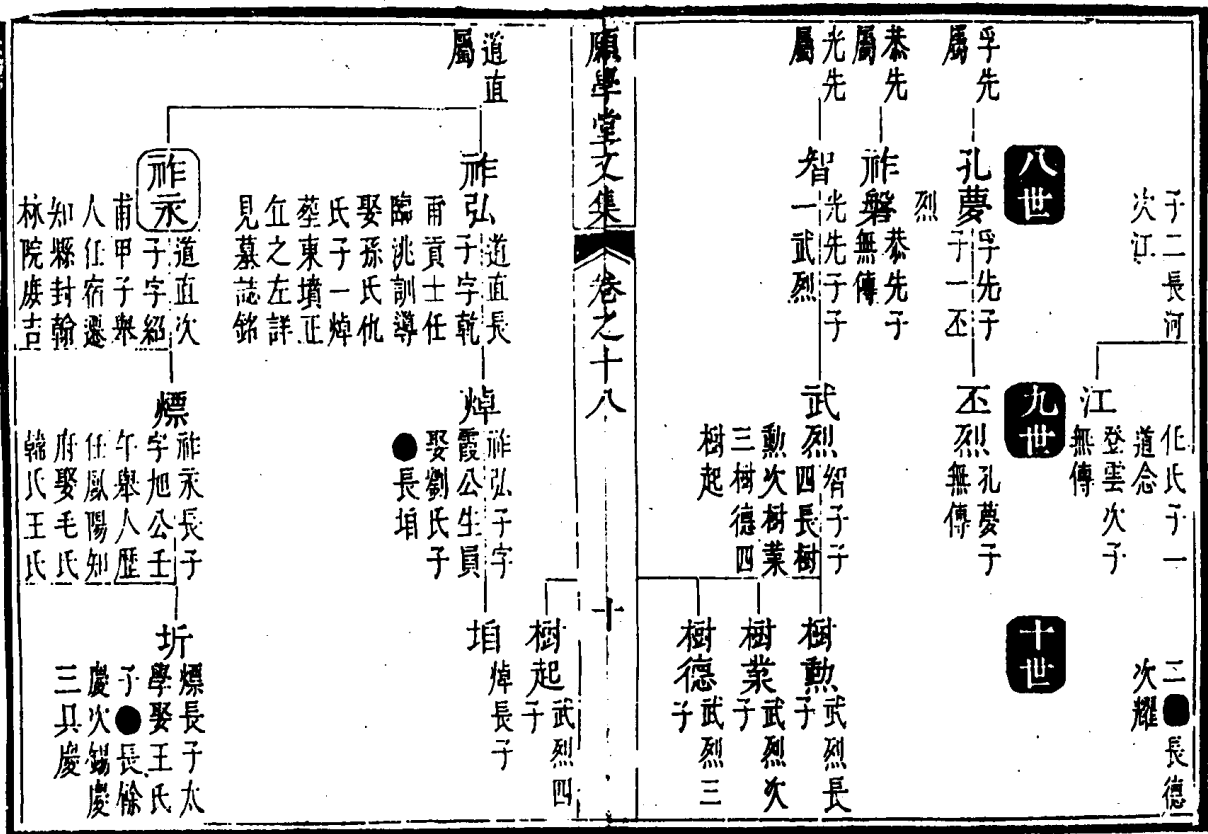 子二長河
次江
八世
孚先
屬
孔夢
孚先子
子一丕
烈
恭先
屬
祚磐
恭先子
無傳
光先
屬
智
光先子子
一武烈
仳氏子一
道念
江
登雲次子
無傳
九世
丕烈
孔夢子
無傳
武烈
智子子
四長樹
勲次樹業
三樹德四
樹起
二●長德
次耀
十世
樹勲
武烈長
子
樹業
武烈次
子
樹德
武烈三
子
願學堂文集
卷之十八
十
道直
屬
祚弘
道直長
子字乾
甫貢士任
臨洮訓導
娶孫氏仇
氏子一焯
葬東墳正
穴之左詳
見墓誌銘
祚永
道直次
子字紹
甫甲子舉
人任宿遷
知縣封翰
林院庻吉
焯
祚弘子字
霞公生員
娶劉氏子
●長垍
熛
祚永長子
字旭公壬
午舉人歷
任鳳陽知
府娶毛氏
韓氏王氏
樹起
武烈四
子
垍
焯長子
圻
熛長子太
學娶王氏
子●長餘
慶次錫慶
三具慶